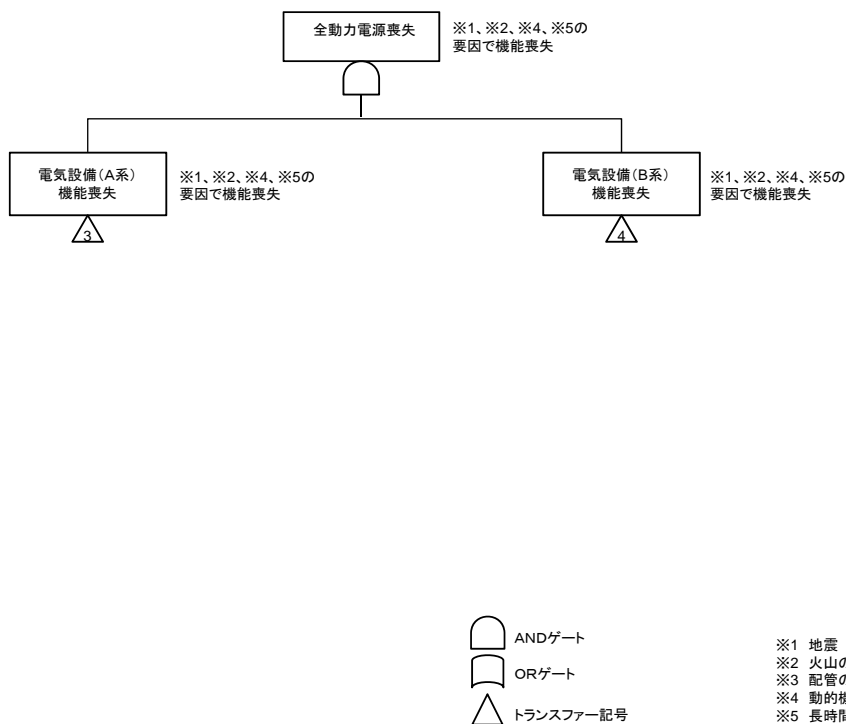 全動力電源喪失
※1、※2、※4、※5の
要因で機能喪失
電気設備(A系)
機能喪失
※1、※2、※4、※5の
要因で機能喪失
3
電気設備(B系)
機能喪失
※1、※2、※4、※5の
要因で機能喪失
4
ANDゲート
ORゲート
トランスファー記号
※1 地震
※2 火山の
※3 配管の
※4 動的機
※5 長時間